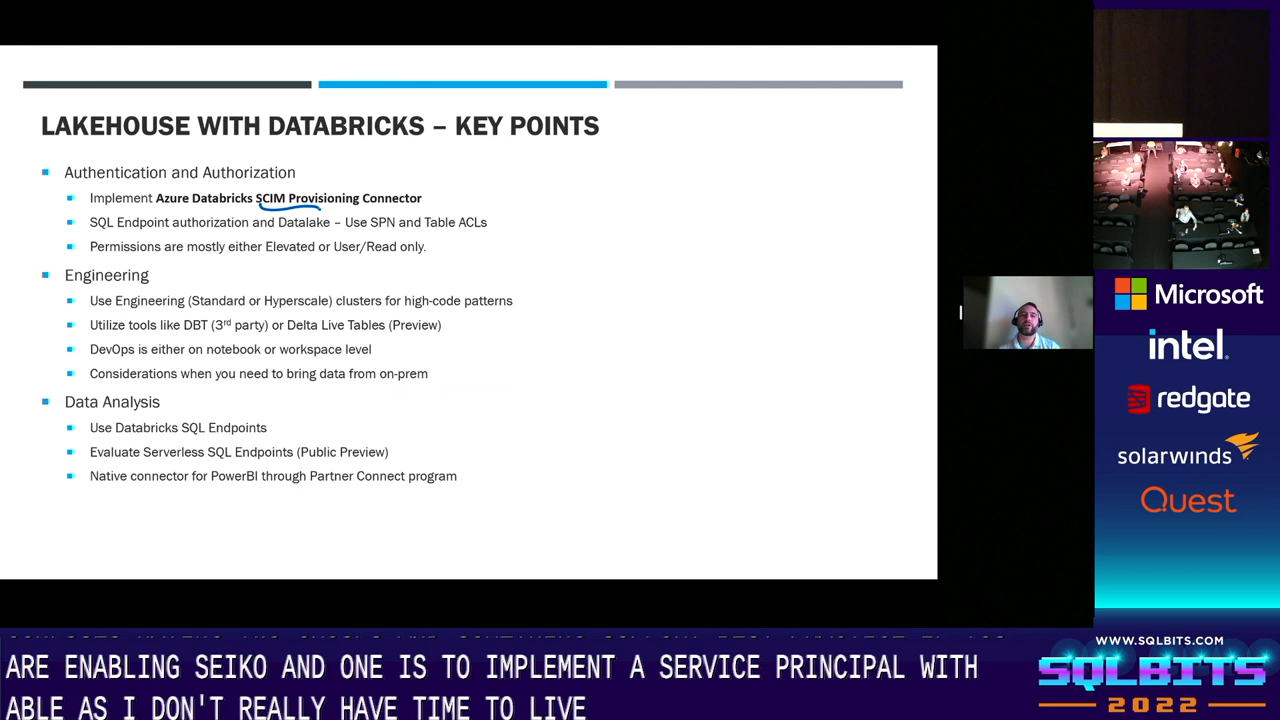 LAKEHOUSE WITH DATABRICKS – KEY POINTS
Authentication and Authorization
Implement Azure Databricks SCIM Provisioning Connector
SQL Endpoint authorization and Datalake – Use SPN and Table ACLs
Permissions are mostly either Elevated or User/Read only.
Engineering
Use Engineering (Standard or Hyperscale) clusters for high-code patterns
Utilize tools like DBT (3rd party) or Delta Live Tables (Preview)
DevOps is either on notebook or workspace level
Considerations when you need to bring data from on-prem
Data Analysis
Use Databricks SQL Endpoints
Evaluate Serverless SQL Endpoints (Public Preview)
Native connector for PowerBI through Partner Connect program
Microsoft
intel.
redgate
solarwinds
Quest
WWW.SQLBITS.COM
SQLBITS
2022
ARE ENABLING SEIKO AND ONE IS TO IMPLEMENT A SERVICE PRINCIPAL WITH
ABLE AS I DON'T REALLY HAVE TIME TO LIVE